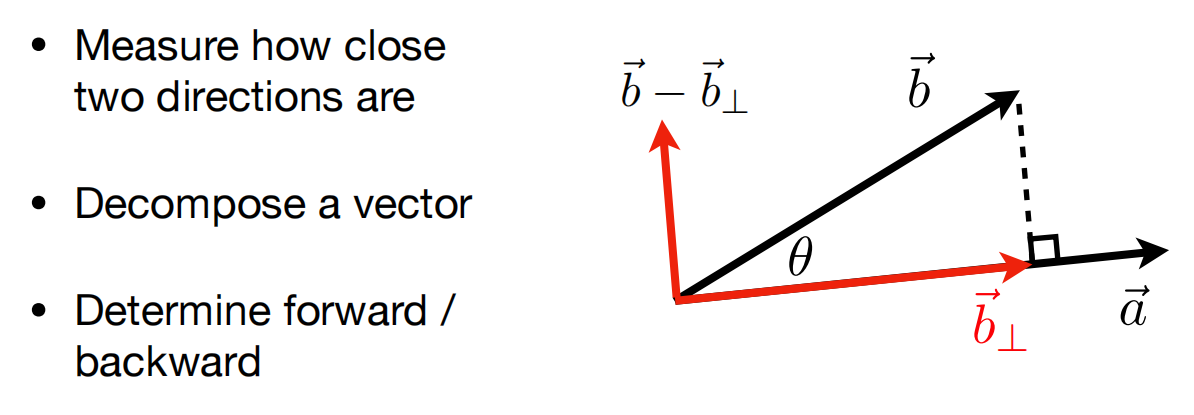 • Measure how close
two directions are
• Decompose a vector
• Determine forward /
backward
$\vec{b} - \vec{b}_\perp$
$\vec{b}$
$\theta$
$\vec{b}_\perp$
$\vec{a}$